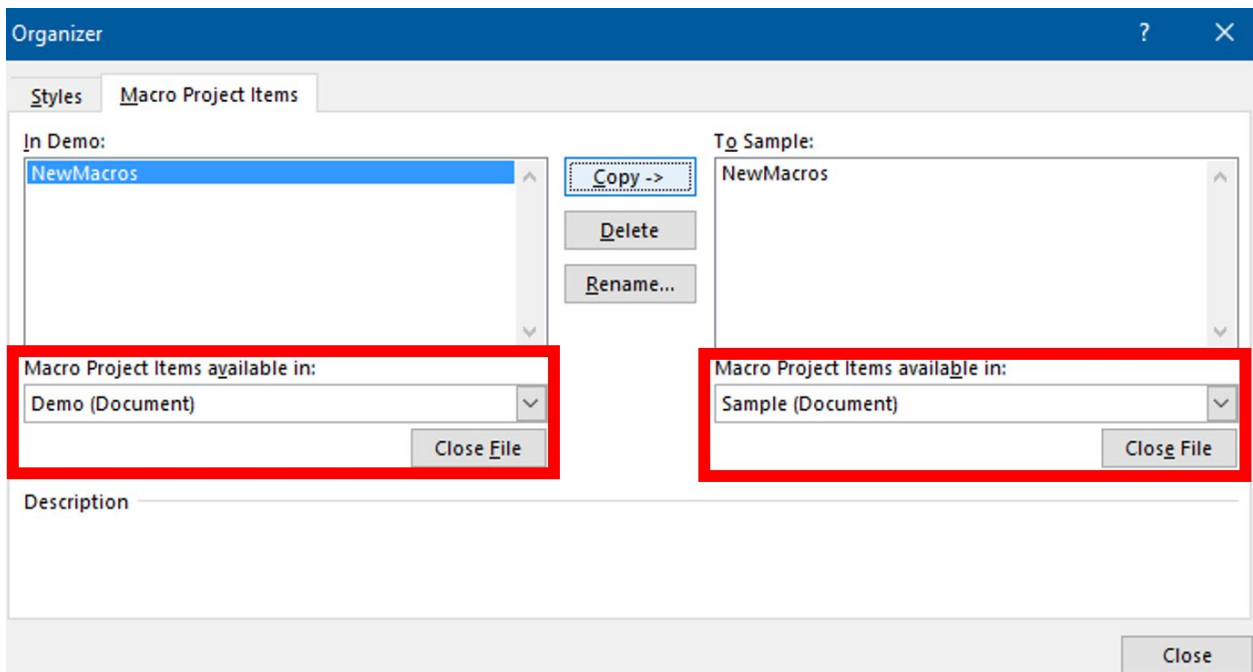 Organizer
Styles
Macro Project Items
In Demo:
To Sample:
NewMacros
Copy ->
NewMacros
Delete
Rename...
Macro Project Items available in:
Macro Project Items available in:
Demo (Document)
Sample (Document)
Close File
Close File
Description
Close